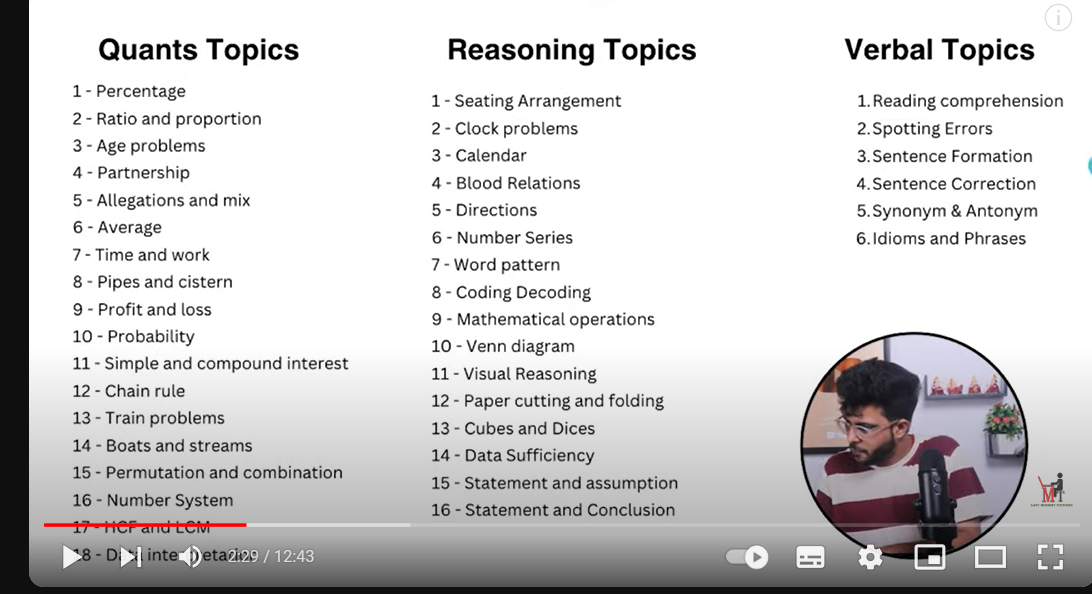 Quants Topics
1 - Percentage
2 - Ratio and proportion
3 - Age problems
4 - Partnership
5 - Allegations and mix
6 - Average
7 - Time and work
8 - Pipes and cistern
9 - Profit and loss
10 - Probability
11 - Simple and compound interest
12 - Chain rule
13 - Train problems
14 - Boats and streams
15 - Permutation and combination
16 - Number System
17 - HCF and LCM
18 - Data interpretation
Reasoning Topics
1 - Seating Arrangement
2 - Clock problems
3 - Calendar
4 - Blood Relations
5 - Directions
6 - Number Series
7 - Word pattern
8 - Coding Decoding
9 - Mathematical operations
10 - Venn diagram
11 - Visual Reasoning
12 - Paper cutting and folding
13 - Cubes and Dices
14 - Data Sufficiency
15 - Statement and assumption
16 - Statement and Conclusion
Verbal Topics
1.Reading comprehension
2.Spotting Errors
3.Sentence Formation
4.Sentence Correction
5.Synonym & Antonym
6.Idioms and Phrases
2:29 / 12:43